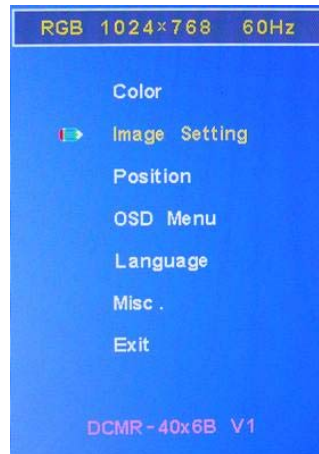 RGB 1024×768 60Hz
Color
Image Setting
Position
OSD Menu
Language
Misc.
Exit
DCMR-40x6B V1